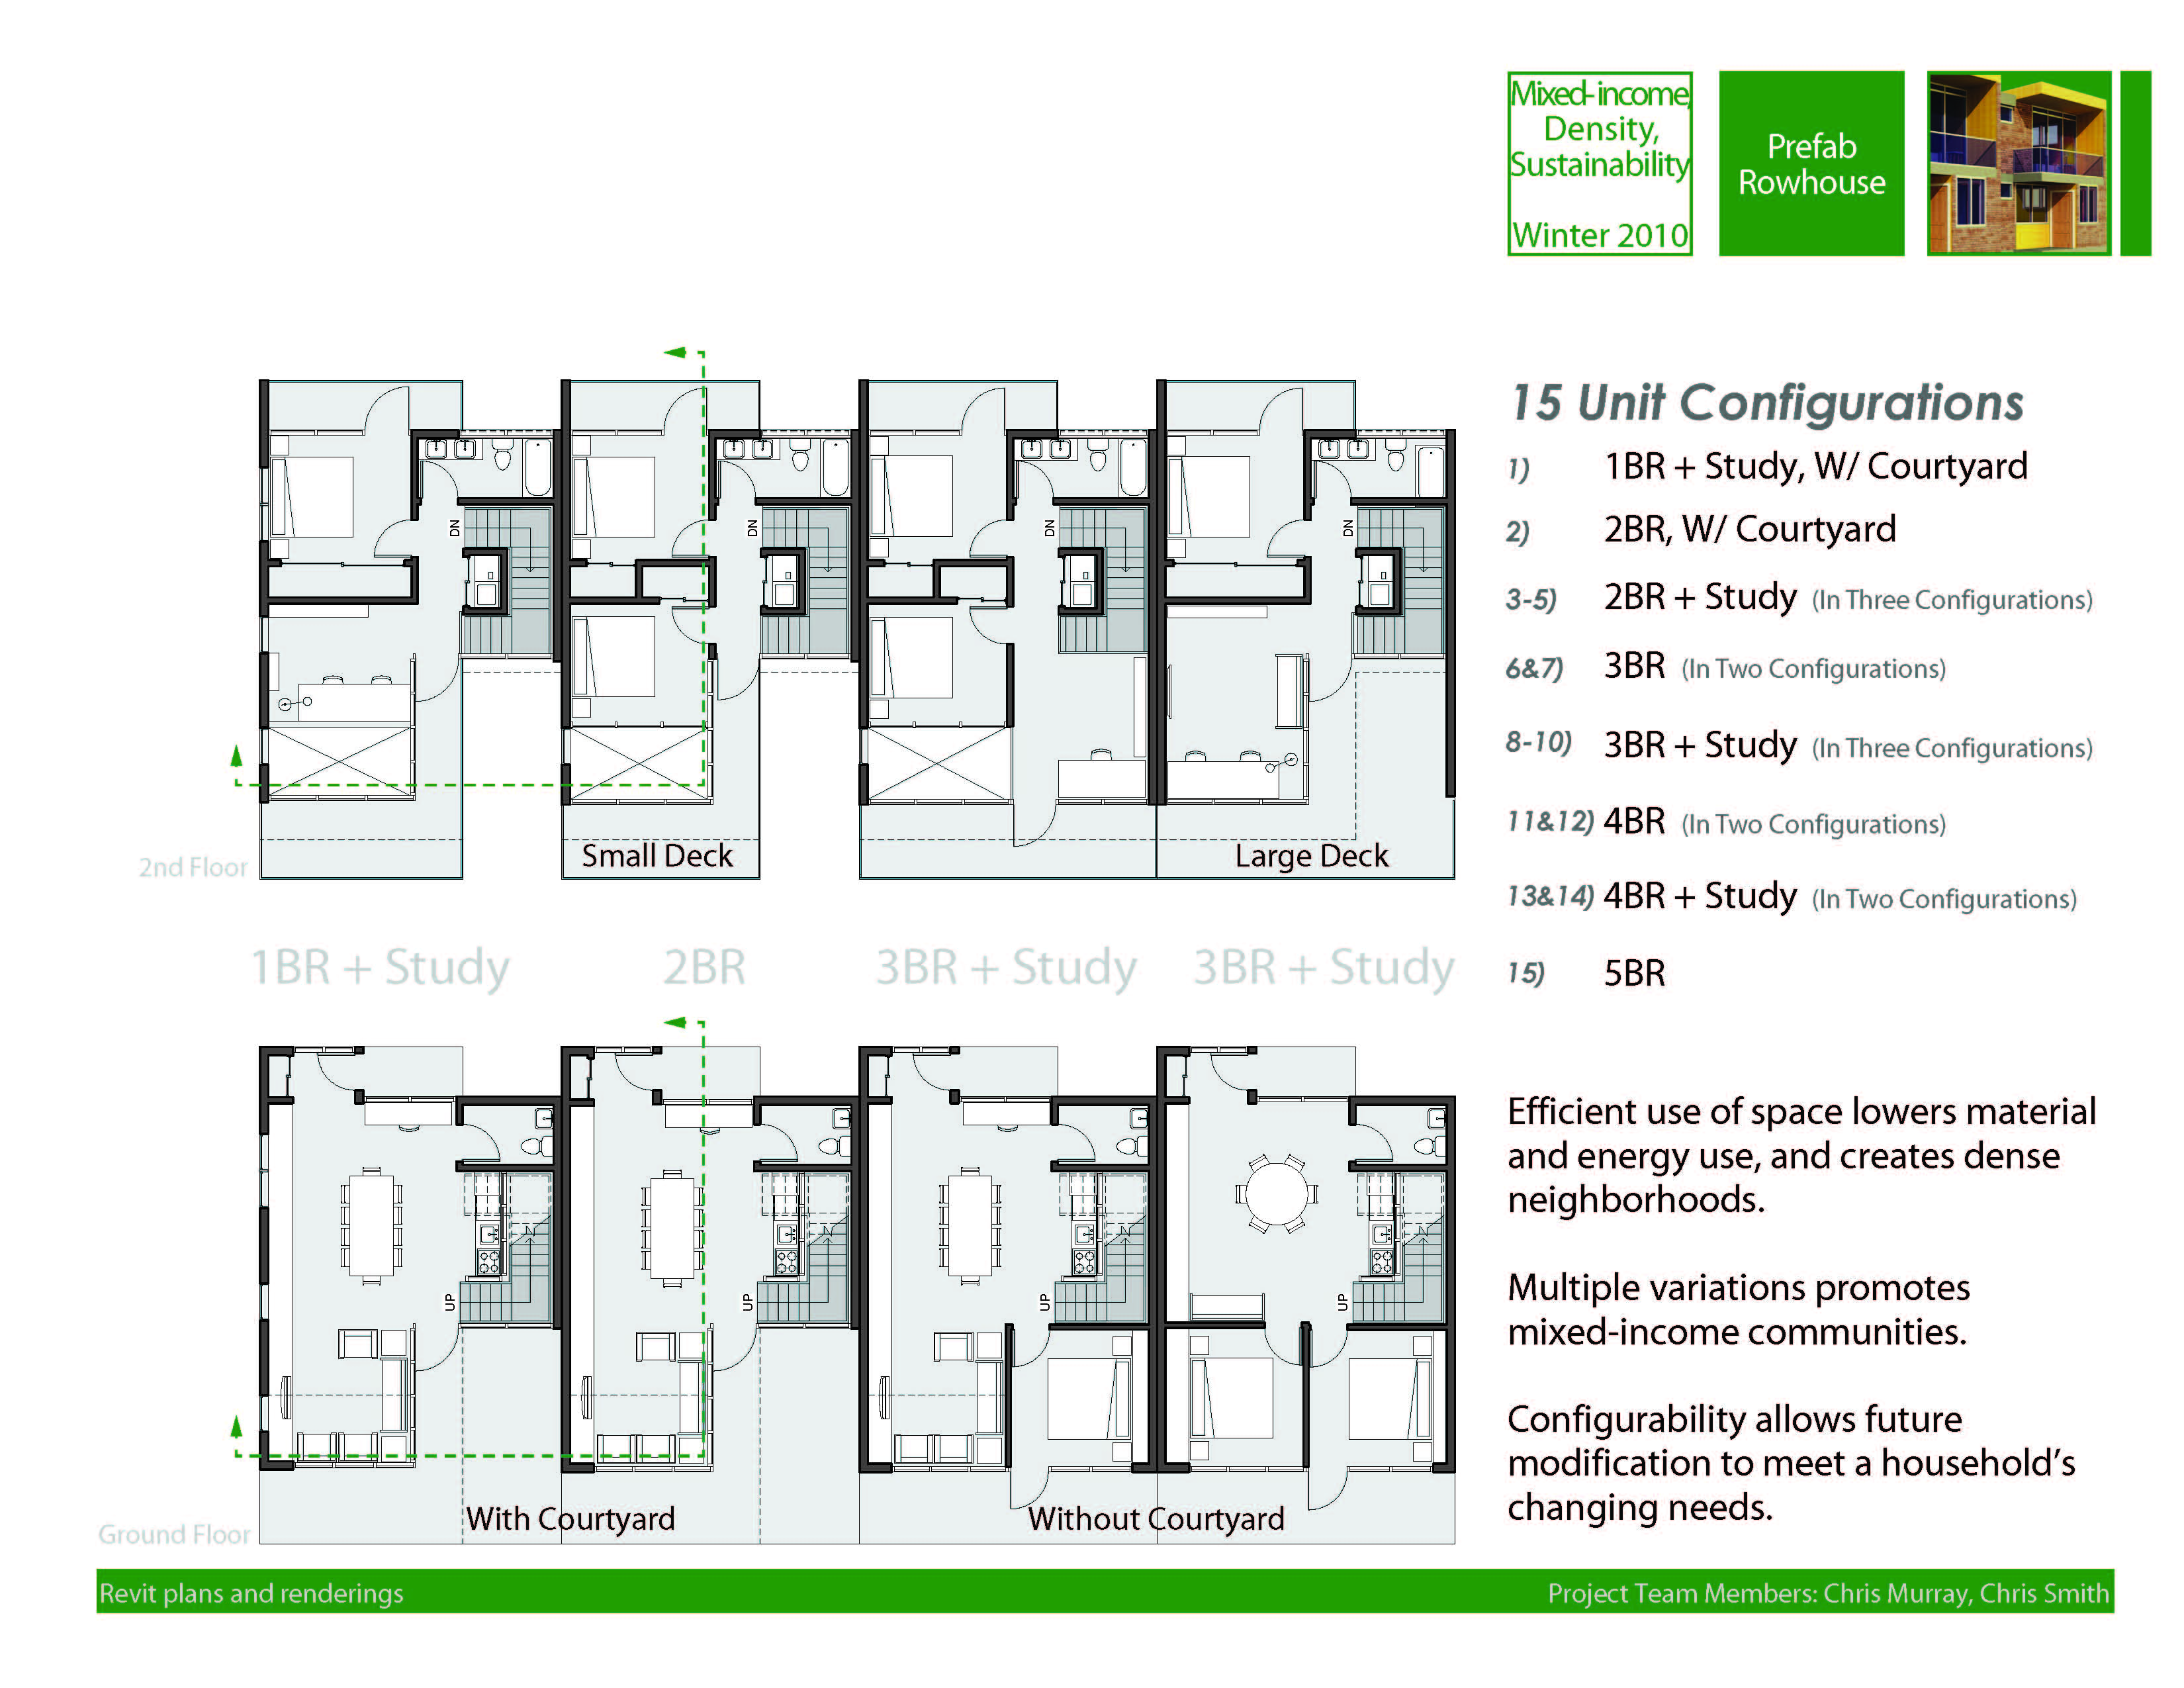 Mixed-income,
Density,
Sustainability
Winter 2010
Prefab
Rowhouse
15 Unit Configurations
1) 1BR + Study, W/ Courtyard
2) 2BR, W/ Courtyard
3-5) 2BR + Study (In Three Configurations)
6&7) 3BR (In Two Configurations)
8-10) 3BR + Study (In Three Configurations)
11&12) 4BR (In Two Configurations)
13&14) 4BR + Study (In Two Configurations)
15) 5BR
DN DN DN DN
Small Deck Large Deck
2nd Floor
1BR + Study 2BR 3BR + Study 3BR + Study
UP UP UP UP
With Courtyard Without Courtyard
Ground Floor
Efficient use of space lowers material
and energy use, and creates dense
neighborhoods.
Multiple variations promotes
mixed-income communities.
Configurability allows future
modification to meet a household's
changing needs.
Revit plans and renderings
Project Team Members: Chris Murray, Chris Smith